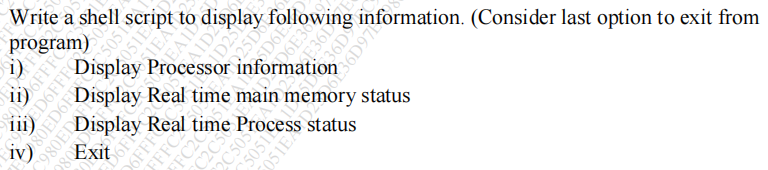 Write a shell script to display following information. (Consider last option to exit from
program)
i) Display Processor information
ii) Display Real time main memory status
iii) Display Real time Process status
iv) Exit